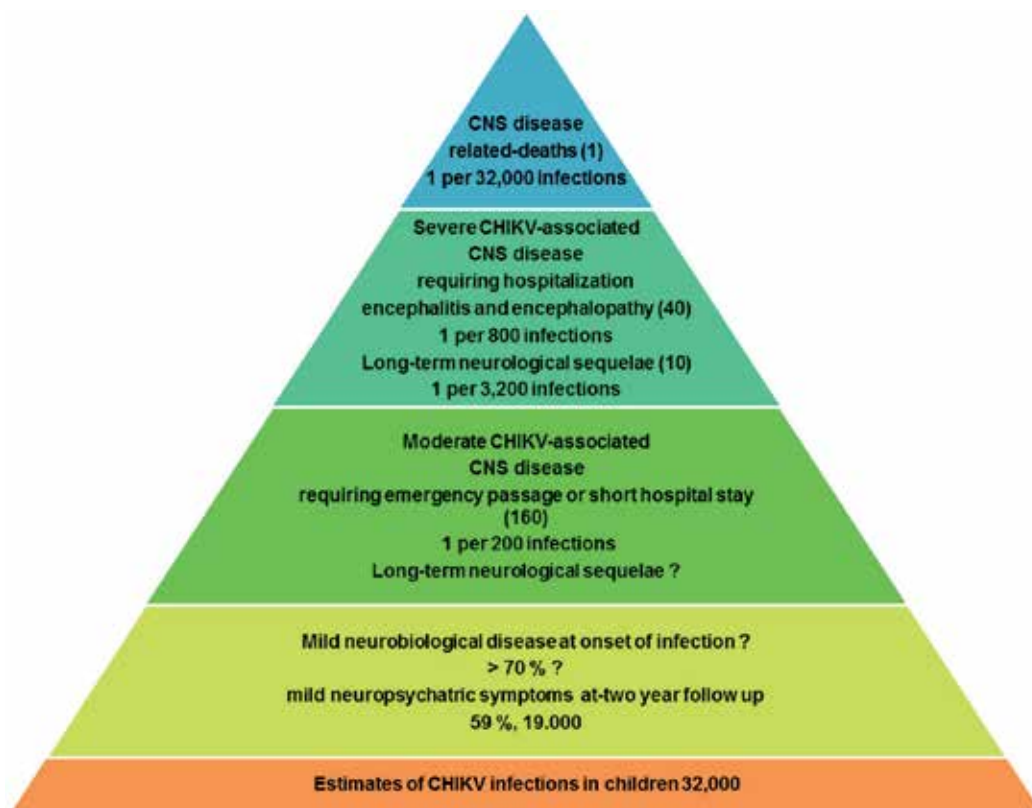 CNS disease
related-deaths (1)
1 per 32,000 infections
Severe CHIKV-associated
CNS disease
requiring hospitalization
encephalitis and encephalopathy (40)
1 per 800 infections
Long-term neurological sequelae (10)
1 per 3,200 infections
Moderate CHIKV-associated
CNS disease
requiring emergency passage or short hospital stay
(160)
1 per 200 infections
Long-term neurological sequelae ?
Mild neurobiological disease at onset of infection ?
> 70 % ?
mild neuropsychatric symptoms at-two year follow up
59 %, 19.000
Estimates of CHIKV infections in children 32,000